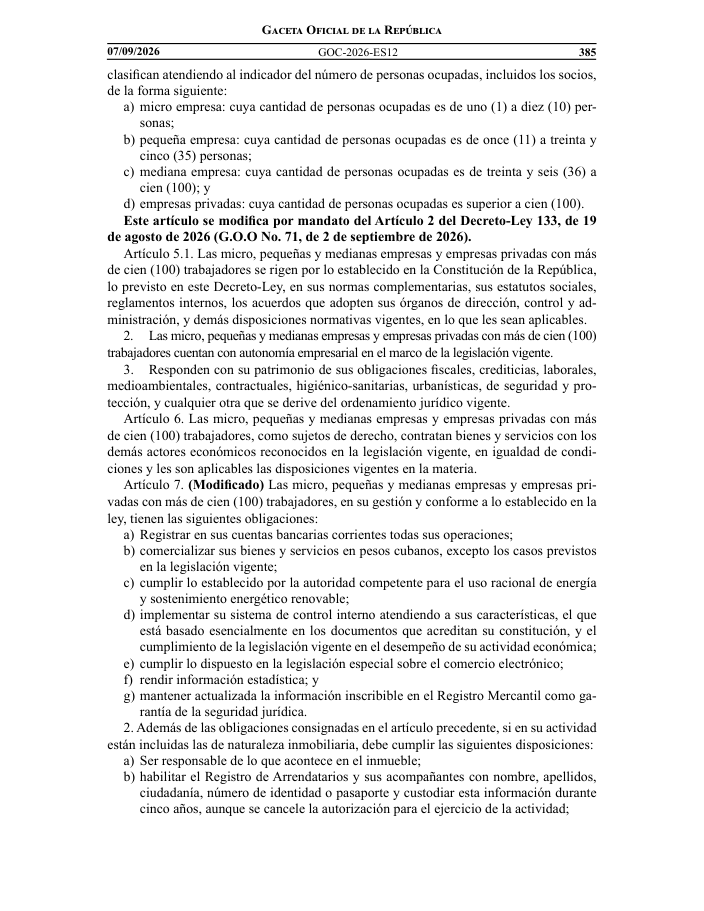 Gaceta Oficial de la República
07/09/2026 GOC-2026-ES12 385
clasifican atendiendo al indicador del número de personas ocupadas, incluidos los socios,
de la forma siguiente:
a) micro empresa: cuya cantidad de personas ocupadas es de uno (1) a diez (10) per-
sonas;
b) pequeña empresa: cuya cantidad de personas ocupadas es de once (11) a treinta y
cinco (35) personas;
c) mediana empresa: cuya cantidad de personas ocupadas es de treinta y seis (36) a
cien (100); y
d) empresas privadas: cuya cantidad de personas ocupadas es superior a cien (100).
Este artículo se modifica por mandato del Artículo 2 del Decreto-Ley 133, de 19
de agosto de 2026 (G.O.O No. 71, de 2 de septiembre de 2026).
Artículo 5.1. Las micro, pequeñas y medianas empresas y empresas privadas con más
de cien (100) trabajadores se rigen por lo establecido en la Constitución de la República,
lo previsto en este Decreto-Ley, en sus normas complementarias, sus estatutos sociales,
reglamentos internos, los acuerdos que adopten sus órganos de dirección, control y ad-
ministración, y demás disposiciones normativas vigentes, en lo que les sean aplicables.
2. Las micro, pequeñas y medianas empresas y empresas privadas con más de cien (100)
trabajadores cuentan con autonomía empresarial en el marco de la legislación vigente.
3. Responden con su patrimonio de sus obligaciones fiscales, crediticias, laborales,
medioambientales, contractuales, higiénico-sanitarias, urbanísticas, de seguridad y pro-
tección, y cualquier otra que se derive del ordenamiento jurídico vigente.
Artículo 6. Las micro, pequeñas y medianas empresas y empresas privadas con más
de cien (100) trabajadores, como sujetos de derecho, contratan bienes y servicios con los
demás actores económicos reconocidos en la legislación vigente, en igualdad de condi-
ciones y les son aplicables las disposiciones vigentes en la materia.
Artículo 7. (Modificado) Las micro, pequeñas y medianas empresas y empresas pri-
vadas con más de cien (100) trabajadores, en su gestión y conforme a lo establecido en la
ley, tienen las siguientes obligaciones:
a) Registrar en sus cuentas bancarias corrientes todas sus operaciones;
b) comercializar sus bienes y servicios en pesos cubanos, excepto los casos previstos
en la legislación vigente;
c) cumplir lo establecido por la autoridad competente para el uso racional de energía
y sostenimiento energético renovable;
d) implementar su sistema de control interno atendiendo a sus características, el que
está basado esencialmente en los documentos que acreditan su constitución, y el
cumplimiento de la legislación vigente en el desempeño de su actividad económica;
e) cumplir lo dispuesto en la legislación especial sobre el comercio electrónico;
f) rendir información estadística; y
g) mantener actualizada la información inscribible en el Registro Mercantil como ga-
rantía de la seguridad jurídica.
2. Además de las obligaciones consignadas en el artículo precedente, si en su actividad
están incluidas las de naturaleza inmobiliaria, debe cumplir las siguientes disposiciones:
a) Ser responsable de lo que acontece en el inmueble;
b) habilitar el Registro de Arrendatarios y sus acompañantes con nombre, apellidos,
ciudadanía, número de identidad o pasaporte y custodiar esta información durante
cinco años, aunque se cancele la autorización para el ejercicio de la actividad;